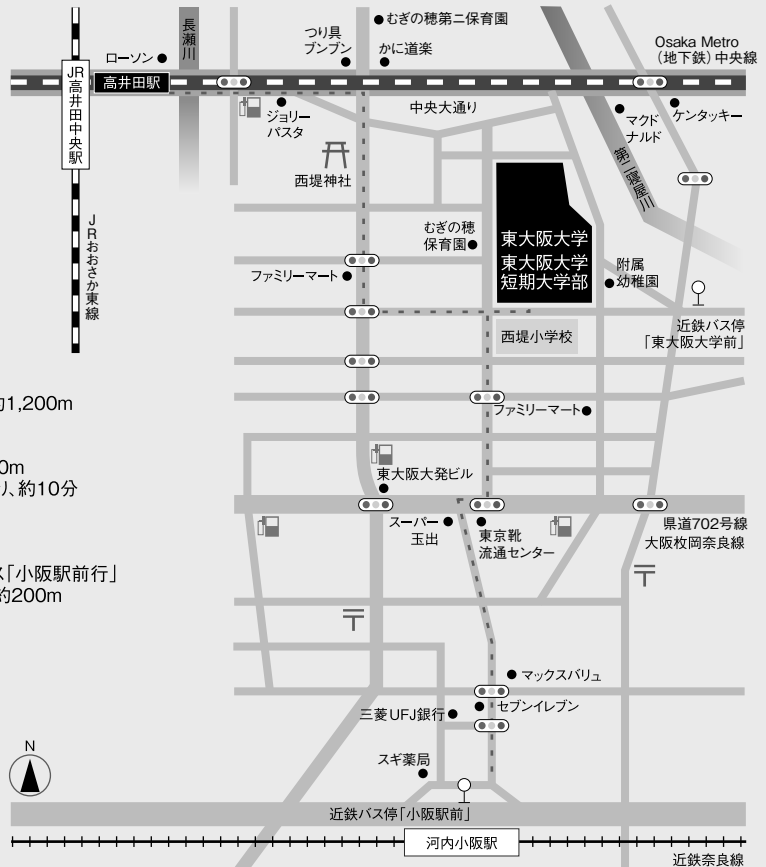 むぎの穂第二保育園
長瀬川
つり具
ブンブン
かに道楽
ローソン
Osaka Metro
(地下鉄)中央線
JR高井田中央駅
高井田駅
ジョリー
パスタ
中央大通り
マクド
ナルド
ケンタッキー
第二寝屋川
西堤神社
JRおおさか東線
むぎの穂
保育園
東大阪大学
東大阪大学
短期大学部
ファミリーマート
附属
幼稚園
西堤小学校
近鉄バス停
「東大阪大学前」
1,200m
ファミリーマート
0m
、約10分
東大阪大発ビル
スーパー
玉出
東京靴
流通センター
県道702号線
大阪枚岡奈良線
「小阪駅前行」
約200m
マックスバリュ
セブンイレブン
三菱UFJ銀行
スギ薬局
N
近鉄バス停「小阪駅前」
河内小阪駅
近鉄奈良線